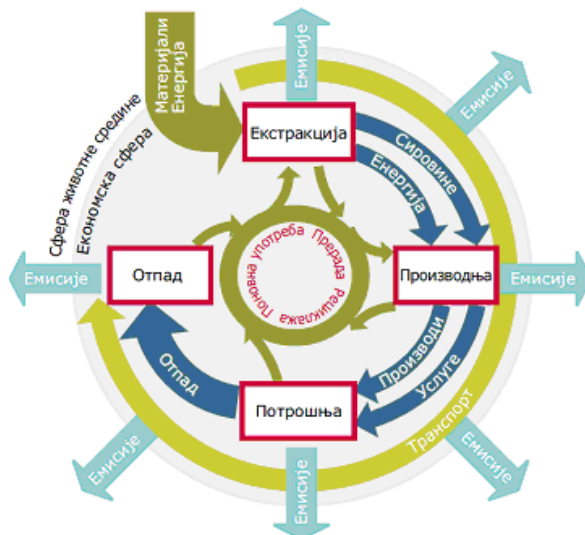 Материјали
Енергија
Емисије
Емисије
Сфера животне средине
Економска сфера
Екстракција
Сировине
Енергија
Поновна употреба Прерада Рециклажа
Емисије
Отпад
Производња
Емисије
Отпад
Производи
Услуге
Потрошња
Транспорт
Емисије
Емисије
Емисије